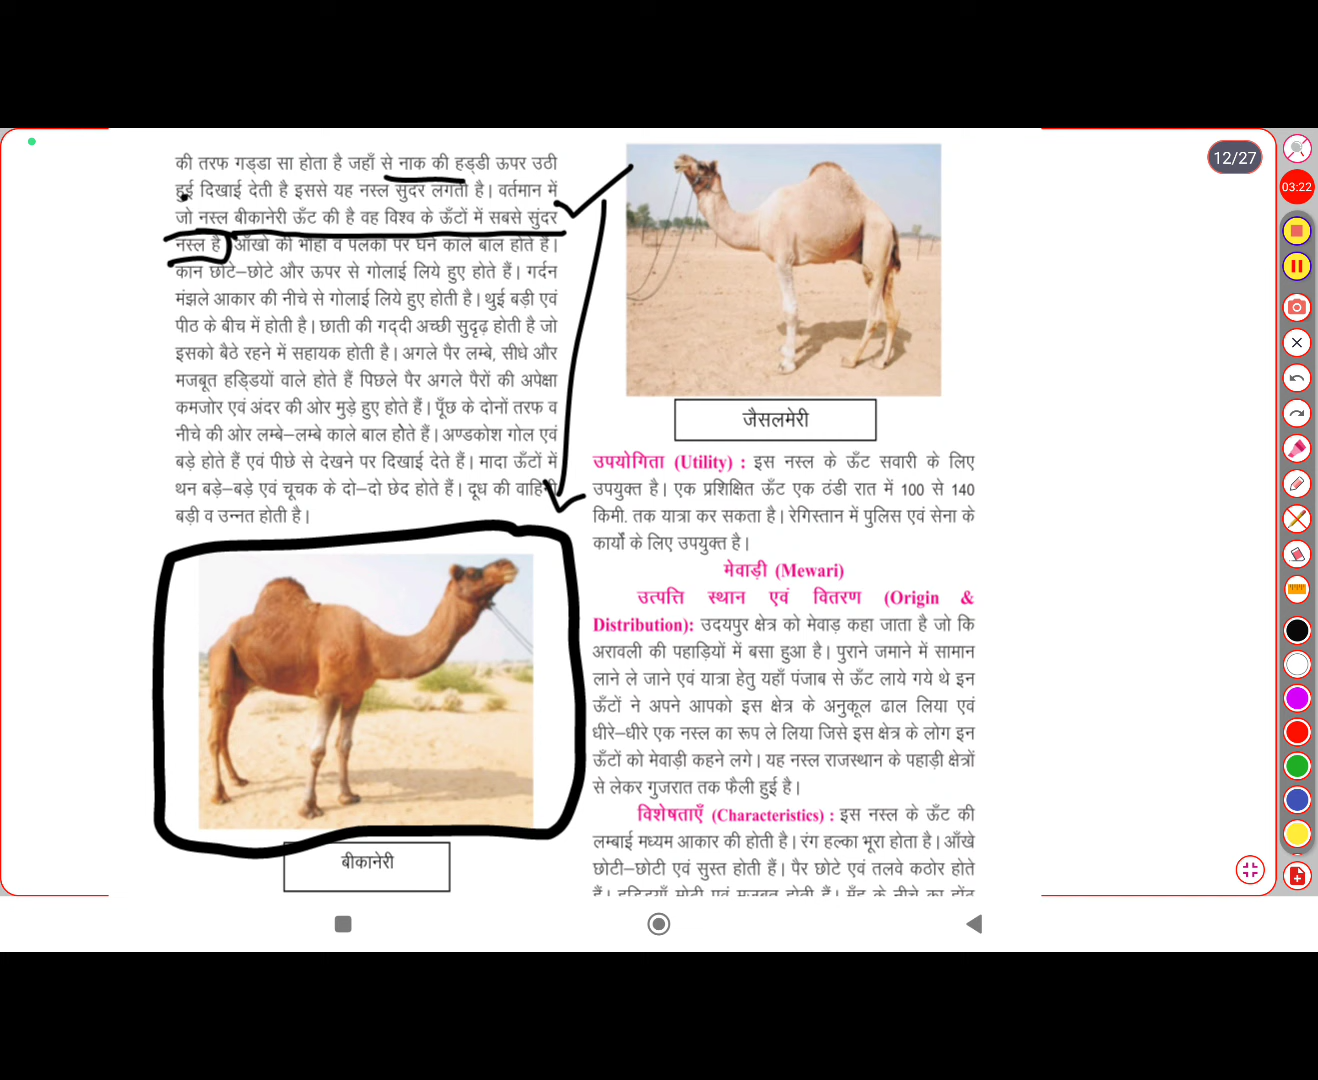 की तरफ गड्डा सा होता है जहाँ से नाक की हड्डी ऊपर उठी
हुई दिखाई देती है इससे यह नस्ल सुंदर लगती है। वर्तमान में
जो नस्ल बीकानेरी ऊँट की है वह विश्व के ऊँटों में सबसे सुंदर
नस्ल है। आँखो की भौंहों व पलकों पर घने काले बाल होते हैं।
कान छोटे–छोटे और ऊपर से गोलाई लिये हुए होते हैं। गर्दन
मंझले आकार की नीचे से गोलाई लिये हुए होती है। थुई बड़ी एवं
पीठ के बीच में होती है। छाती की गद्दी अच्छी सुदृढ़ होती है जो
इसको बैठे रहने में सहायक होती है। अगले पैर लम्बे, सीधे और
मजबूत हड्डियों वाले होते हैं पिछले पैर अगले पैरों की अपेक्षा
कमजोर एवं अंदर की ओर मुड़े हुए होते हैं। पूँछ के दोनों तरफ व
नीचे की ओर लम्बे–लम्बे काले बाल होते हैं। अण्डकोश गोल एवं
बड़े होते हैं एवं पीछे से देखने पर दिखाई देते हैं। मादा ऊँटों में
थन बड़े–बड़े एवं चूचक के दो–दो छेद होते हैं। दूध की वाहिनी
बड़ी व उन्नत होती है।
बीकानेरी
जैसलमेरी
उपयोगिता (Utility) : इस नस्ल के ऊँट सवारी के लिए
उपयुक्त है। एक प्रशिक्षित ऊँट एक ठंडी रात में 100 से 140
किमी. तक यात्रा कर सकता है। रेगिस्तान में पुलिस एवं सेना के
कार्यों के लिए उपयुक्त है।
मेवाड़ी (Mewari)
उत्पत्ति स्थान एवं वितरण (Origin &
Distribution): उदयपुर क्षेत्र को मेवाड़ कहा जाता है जो कि
अरावली की पहाड़ियों में बसा हुआ है। पुराने जमाने में सामान
लाने ले जाने एवं यात्रा हेतु यहाँ पंजाब से ऊँट लाये गये थे इन
ऊँटों ने अपने आपको इस क्षेत्र के अनुकूल ढाल लिया एवं
धीरे–धीरे एक नस्ल का रूप ले लिया जिसे इस क्षेत्र के लोग इन
ऊँटों को मेवाड़ी कहने लगे। यह नस्ल राजस्थान के पहाड़ी क्षेत्रों
से लेकर गुजरात तक फैली हुई है।
विशेषताएँ (Characteristics) : इस नस्ल के ऊँट की
लम्बाई मध्यम आकार की होती है। रंग हल्का भूरा होता है। आँखे
छोटी–छोटी एवं सुस्त होती हैं। पैर छोटे एवं तलवे कठोर होते
हैं। हड्डियाँ मोटी एवं मजबूत होती हैं। मुँह के नीचे का होंठ
12/27
03:22